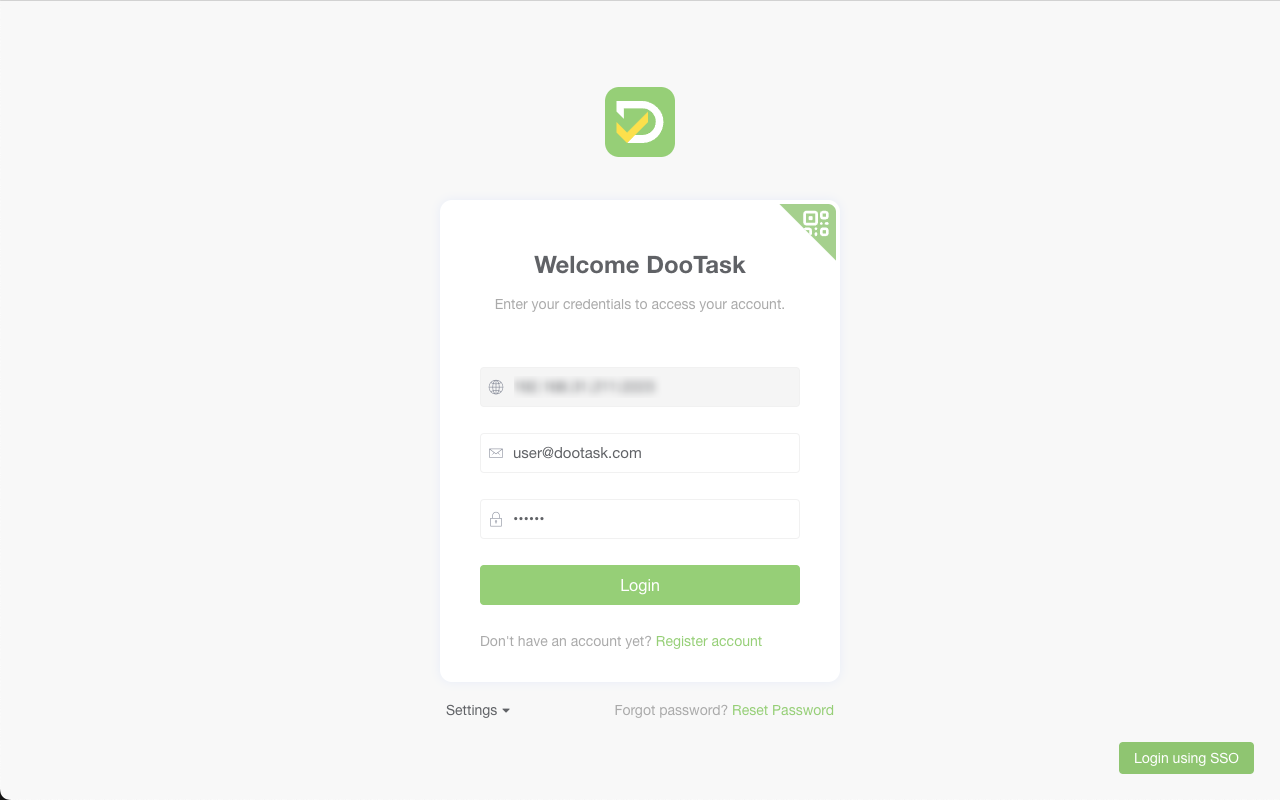 Welcome DooTask
Enter your credentials to access your account.
user@dootask.com
••••••
Login
Don't have an account yet? Register account
Settings
Forgot password? Reset Password
Login using SSO